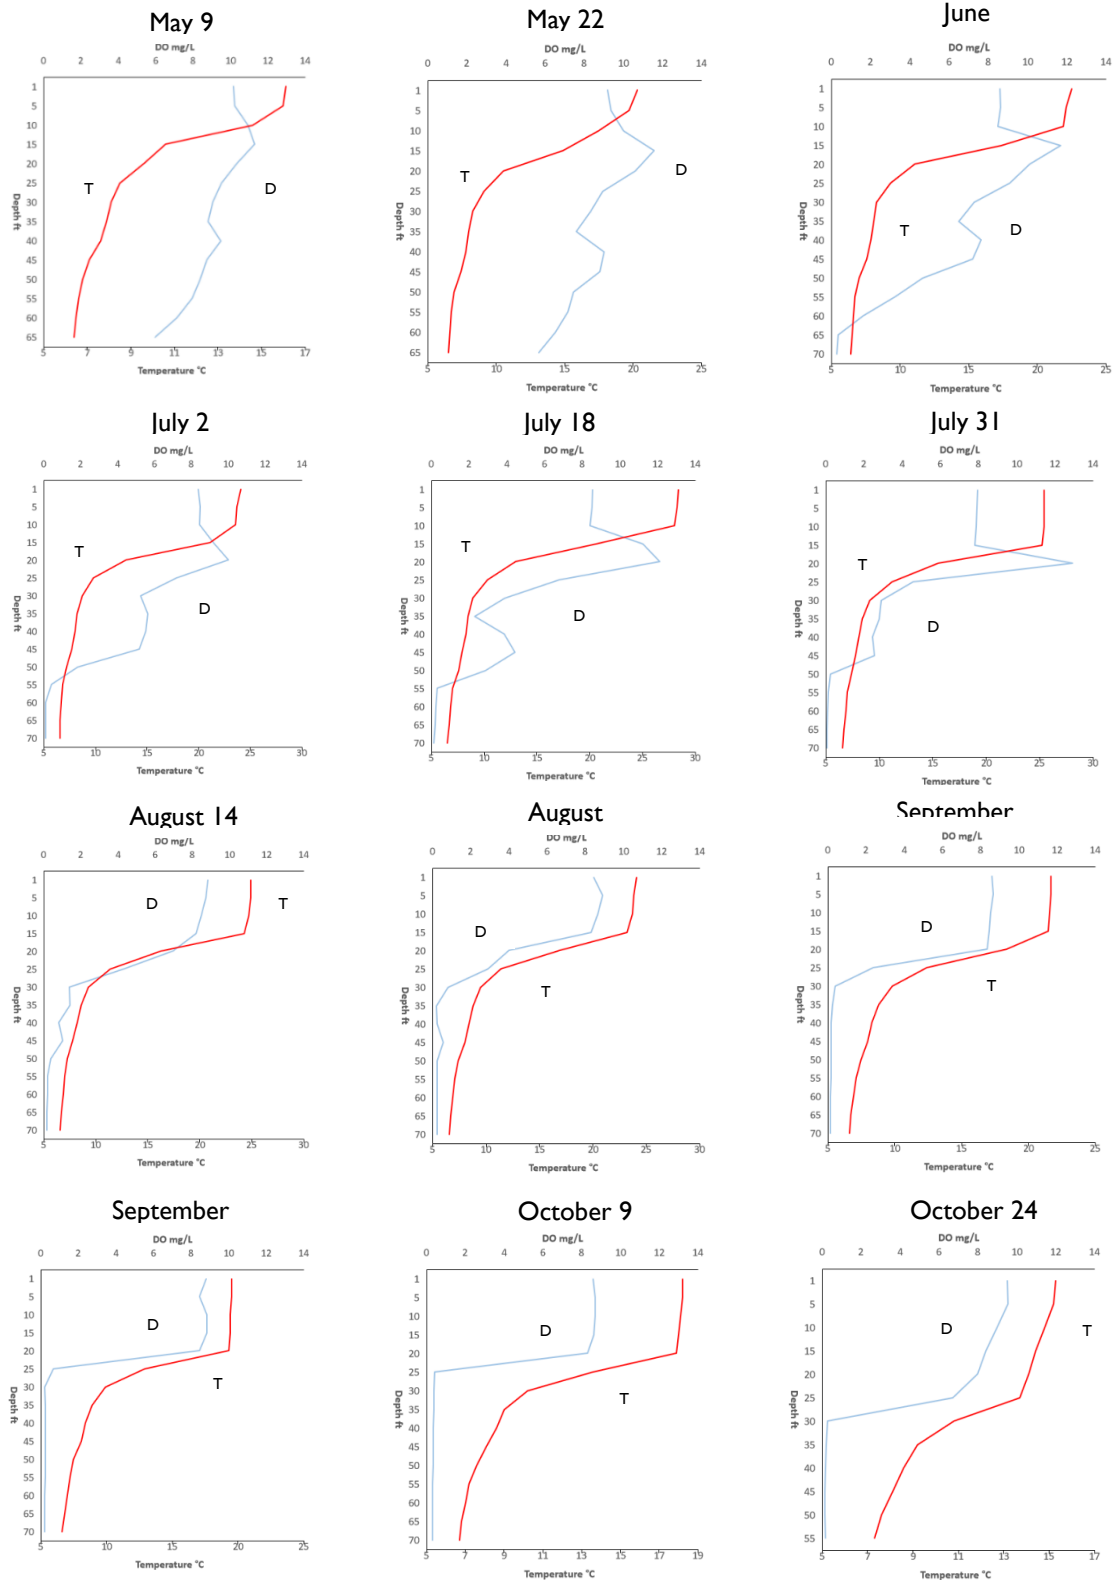 May 9
DO mg/L
0 2 4 6 8 10 12 14
1
5
10
15
20
25
30
35
40
45
50
55
60
65
Depth ft
T
D
5 7 9 11 13 15 17
Temperature °C
May 22
DO mg/L
0 2 4 6 8 10 12 14
1
5
10
15
20
25
30
35
40
45
50
55
60
65
Depth ft
T
D
5 10 15 20 25
Temperature °C
June
DO mg/L
0 2 4 6 8 10 12 14
1
5
10
15
20
25
30
35
40
45
50
55
60
65
70
Depth ft
T
D
5 10 15 20 25
Temperature °C
July 2
DO mg/L
0 2 4 6 8 10 12 14
1
5
10
15
20
25
30
35
40
45
50
55
60
65
70
Depth ft
T
D
5 10 15 20 25 30
Temperature °C
July 18
DO mg/L
0 2 4 6 8 10 12 14
1
5
10
15
20
25
30
35
40
45
50
55
60
65
70
Depth ft
T
D
5 10 15 20 25 30
Temperature °C
July 31
DO mg/L
0 2 4 6 8 10 12 14
1
5
10
15
20
25
30
35
40
45
50
55
60
65
70
Depth ft
T
D
5 10 15 20 25 30
Temperature °C
August 14
DO mg/L
0 2 4 6 8 10 12 14
1
5
10
15
20
25
30
35
40
45
50
55
60
65
70
Depth ft
D
T
5 10 15 20 25 30
Temperature °C
August
DO mg/L
0 2 4 6 8 10 12 14
1
5
10
15
20
25
30
35
40
45
50
55
60
65
70
Depth ft
D
T
5 10 15 20 25 30
Temperature °C
September
DO mg/L
0 2 4 6 8 10 12 14
1
5
10
15
20
25
30
35
40
45
50
55
60
65
70
Depth ft
D
T
5 10 15 20 25
Temperature °C
September
DO mg/L
0 2 4 6 8 10 12 14
1
5
10
15
20
25
30
35
40
45
50
55
60
65
70
Depth ft
D
T
5 10 15 20 25
Temperature °C
October 9
DO mg/L
0 2 4 6 8 10 12 14
1
5
10
15
20
25
30
35
40
45
50
55
60
65
70
Depth ft
D
T
5 7 9 11 13 15 17 19
Temperature °C
October 24
DO mg/L
0 2 4 6 8 10 12 14
1
5
10
15
20
25
30
35
40
45
50
55
Depth ft
D
T
5 7 9 11 13 15 17
Temperature °C